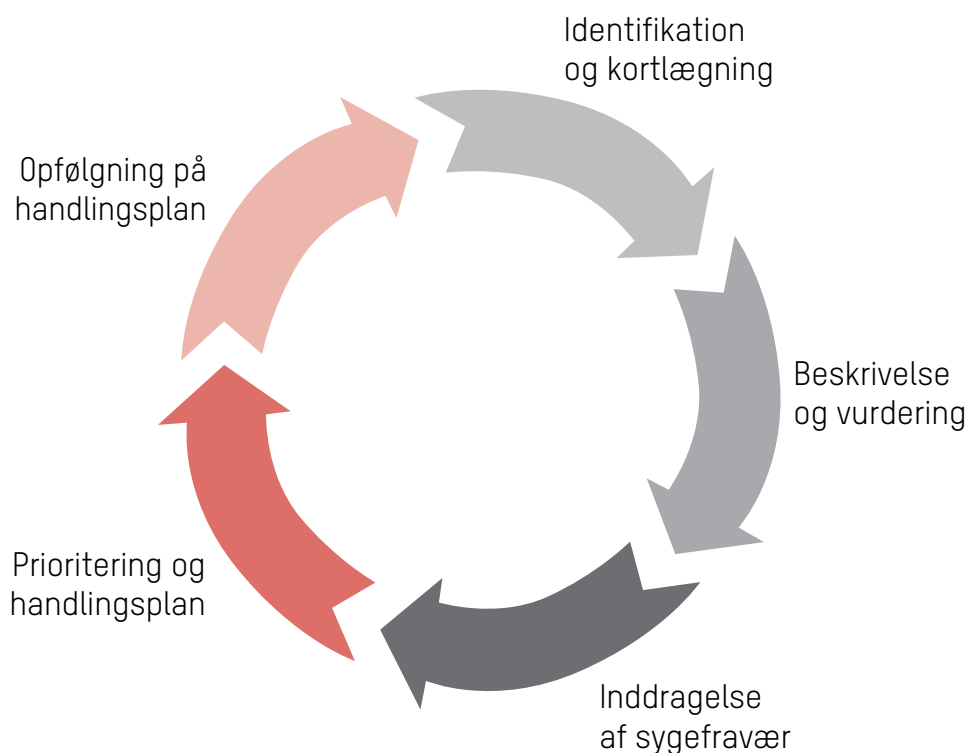 Identifikation
og kortlægning
Beskrivelse
og vurdering
Inddragelse
af sygefravær
Prioritering og
handlingsplan
Opfølgning på
handlingsplan